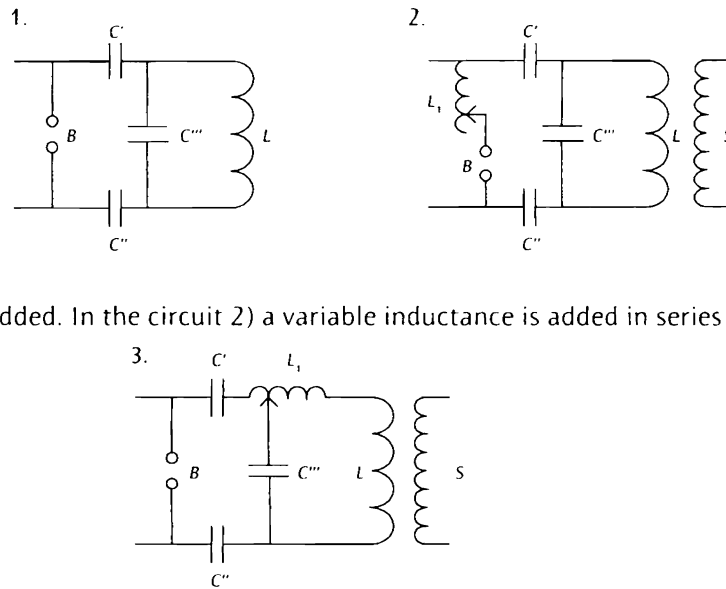 1.
2.
C'
C'
B
C'''
L
L₁
B
C'''
L
C''
C''
dded. In the circuit 2) a variable inductance is added in series
3.
C'
L₁
B
C'''
L
S
C''